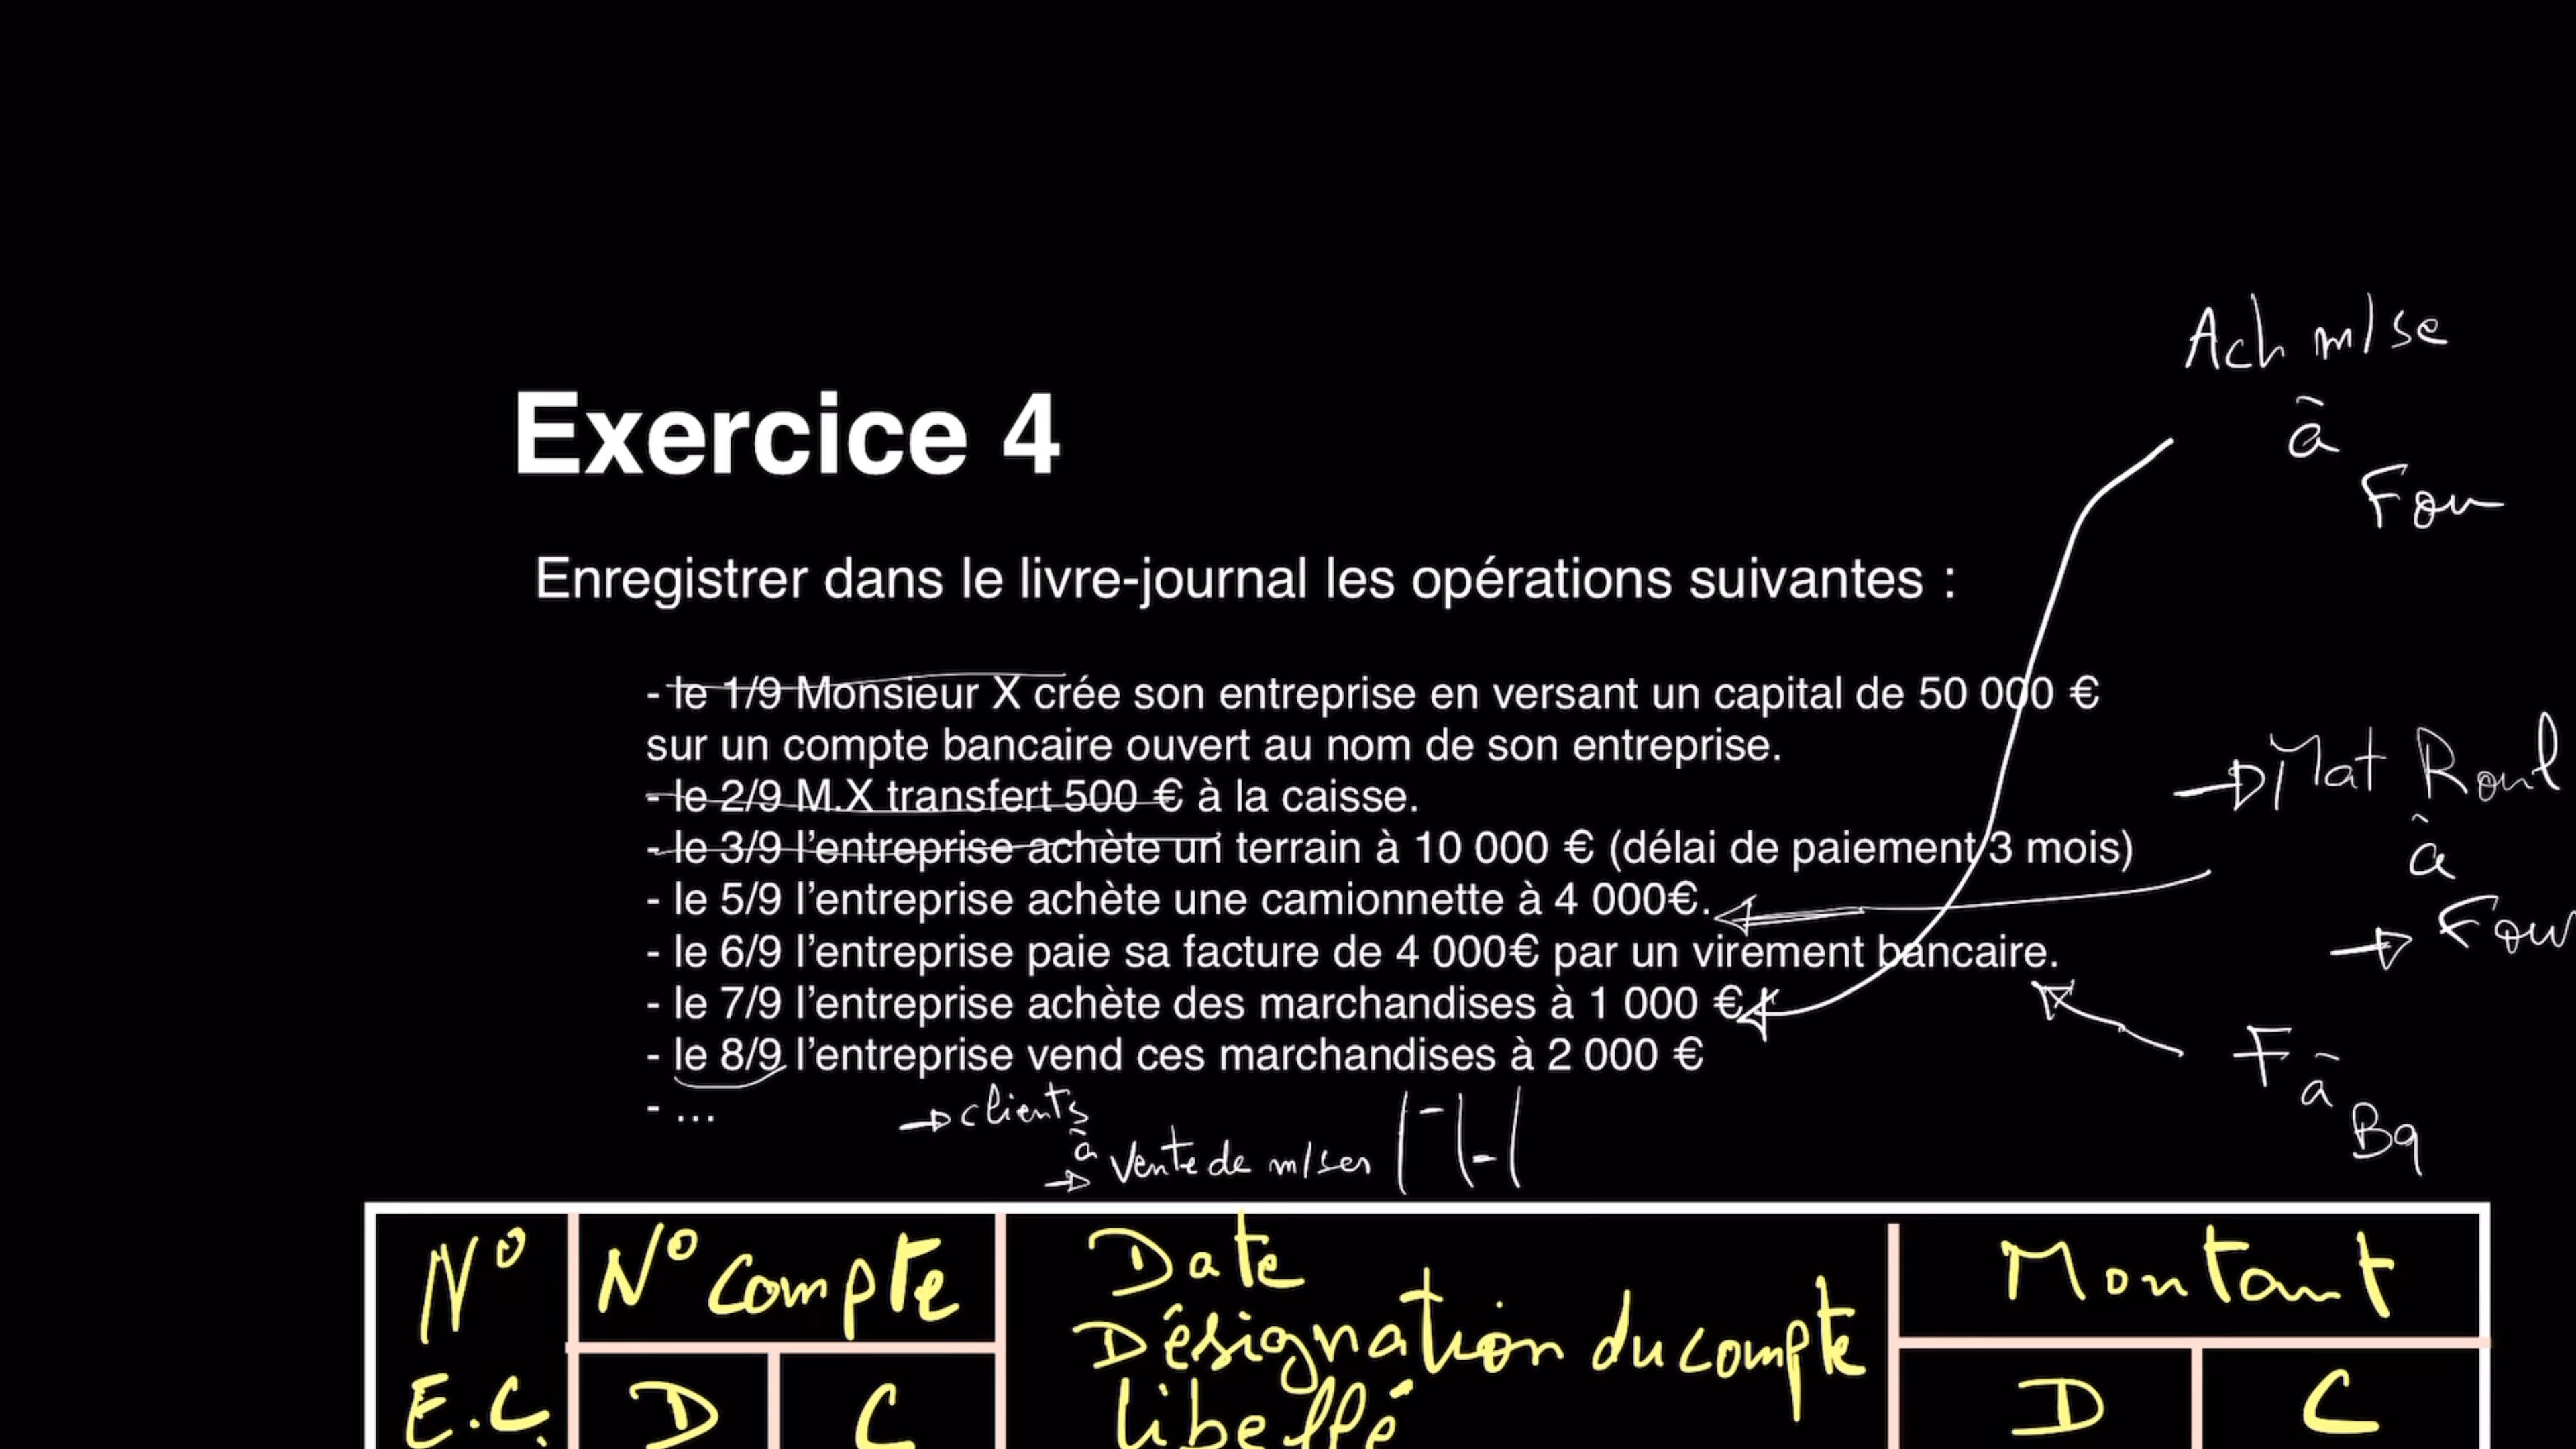 Ach m/se
à
Exercice 4
Four
Enregistrer dans le livre-journal les opérations suivantes :
- le 1/9 Monsieur X crée son entreprise en versant un capital de 50 000 €
sur un compte bancaire ouvert au nom de son entreprise.
- le 2/9 M.X transfert 500 € à la caisse.
- le 3/9 l’entreprise achète un terrain à 10 000 € (délai de paiement 3 mois)
- le 5/9 l’entreprise achète une camionnette à 4 000€.
- le 6/9 l’entreprise paie sa facture de 4 000€ par un virement bancaire.
- le 7/9 l’entreprise achète des marchandises à 1 000 €
- le 8/9 l’entreprise vend ces marchandises à 2 000 €
- ...
Mat Roul
à
Four
F
à
Bq
clients
à
Vente de m/ses
N° N° Compte Date Montant
Désignation du compte
E.C. D C libellé D C